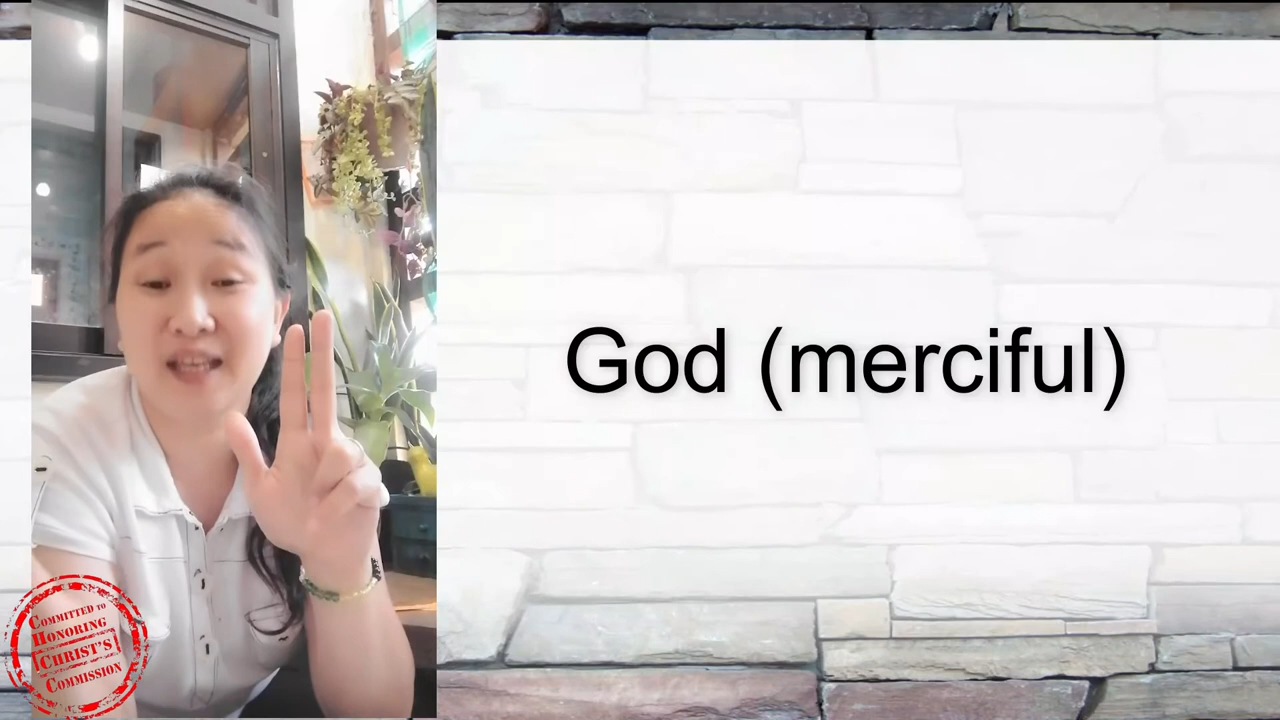 God (merciful)
COMMITTED TO
HONORING
CHRIST'S
COMMISSION